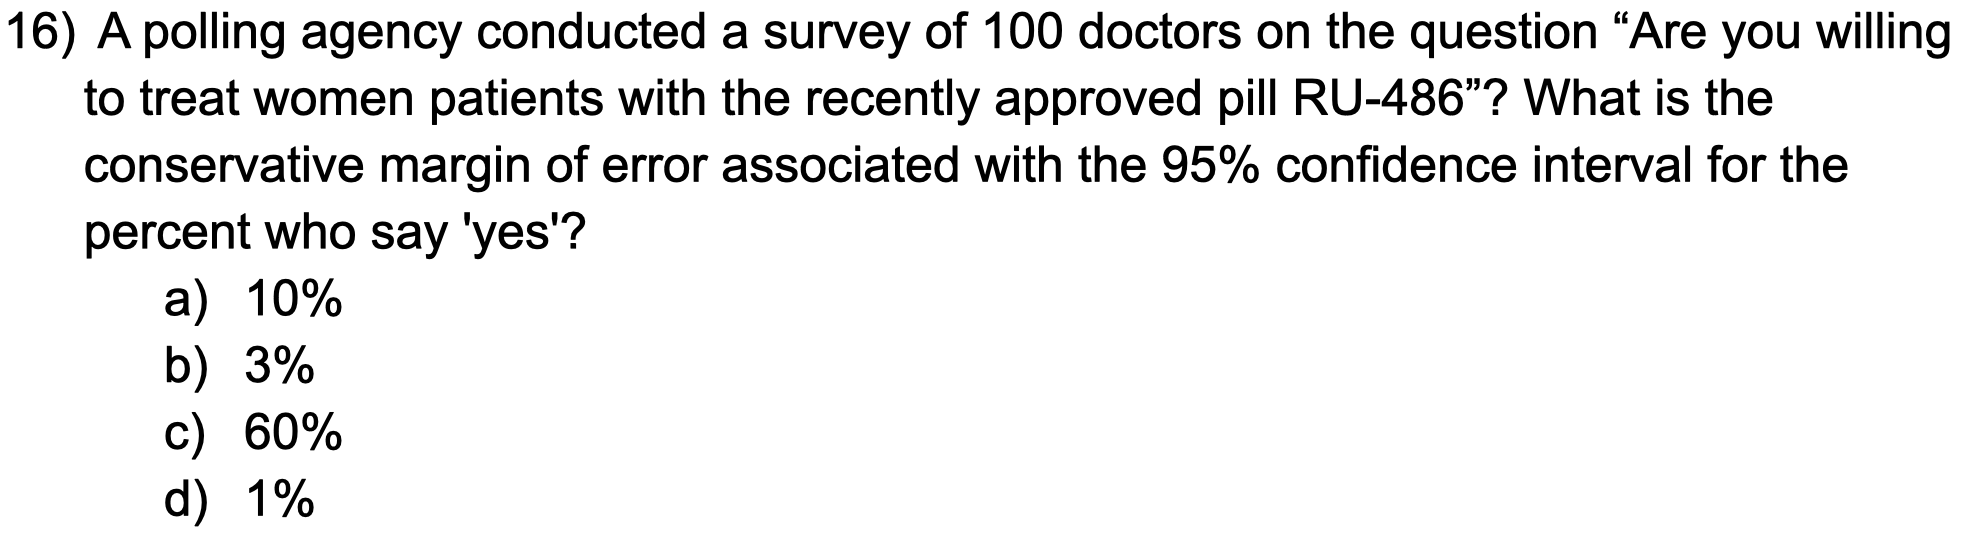 16) A polling agency conducted a survey of 100 doctors on the question “Are you willing
to treat women patients with the recently approved pill RU-486”? What is the
conservative margin of error associated with the 95% confidence interval for the
percent who say 'yes'?
a) 10%
b) 3%
c) 60%
d) 1%